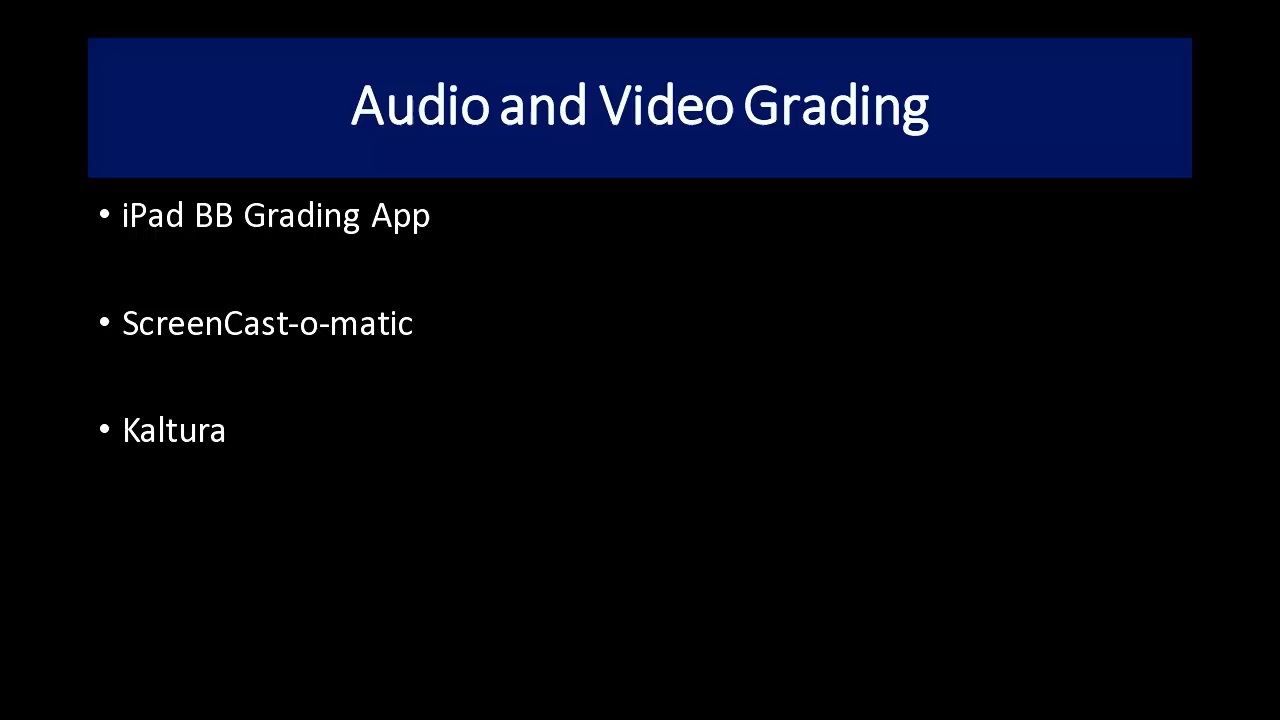 Audio and Video Grading
• iPad BB Grading App
• ScreenCast-o-matic
• Kaltura